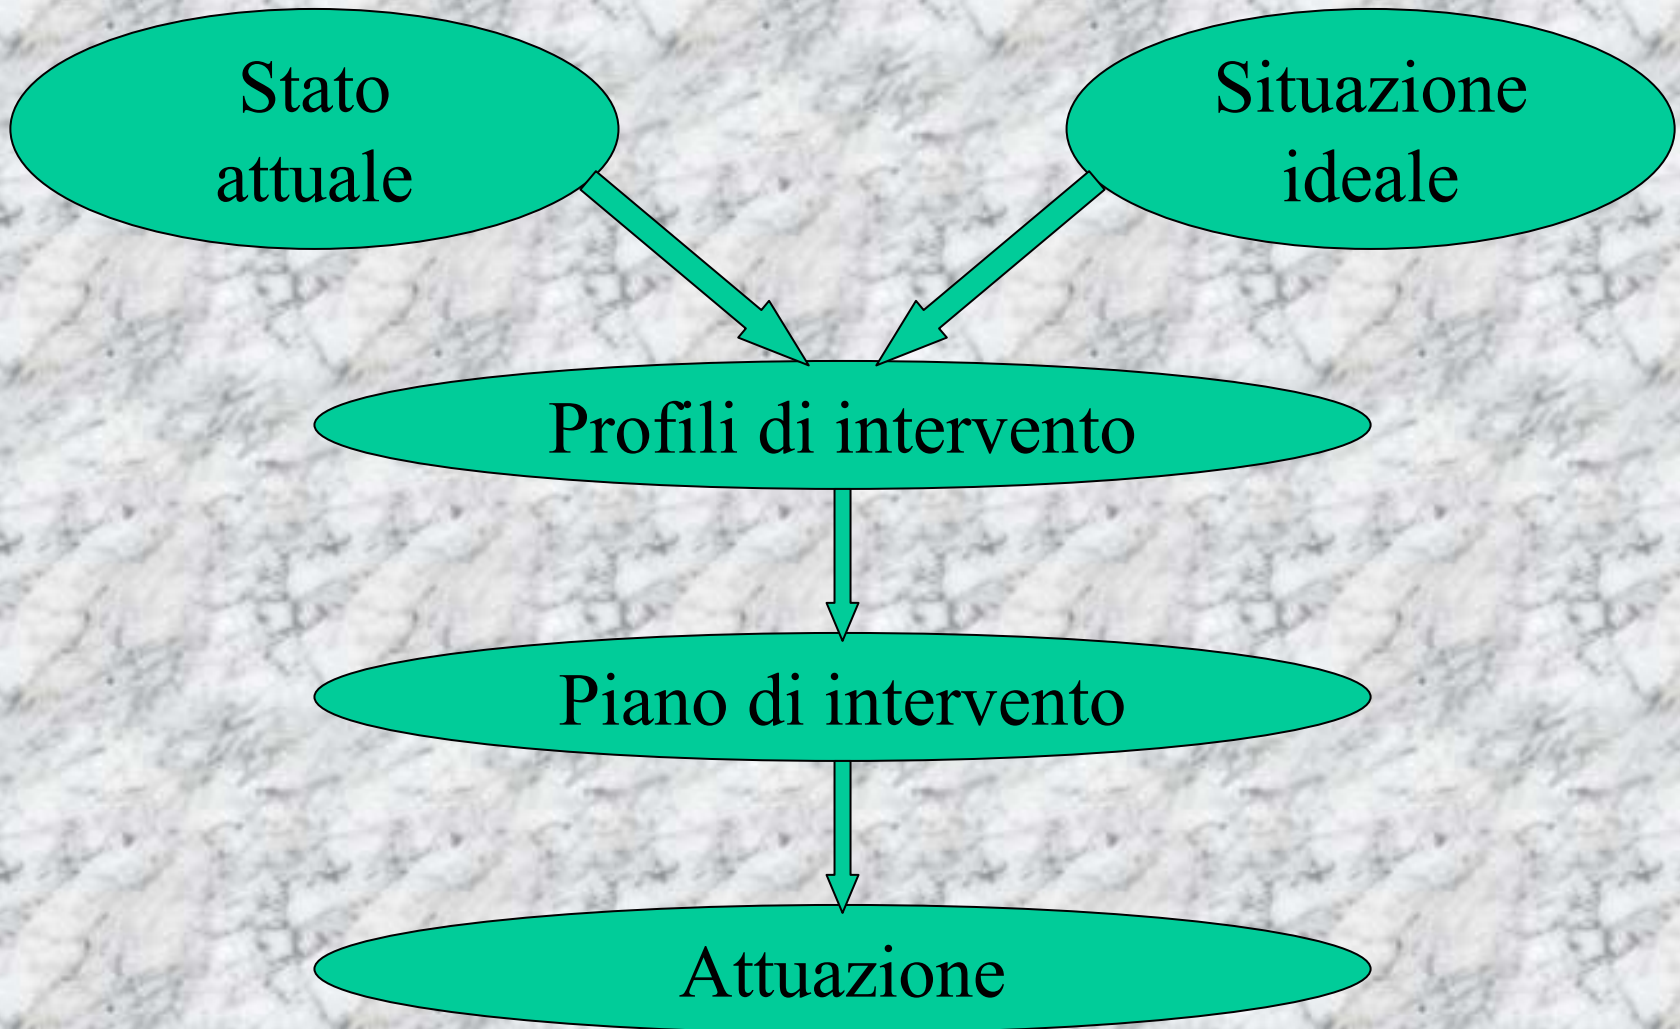 Stato
attuale
Situazione
ideale
Profili di intervento
Piano di intervento
Attuazione